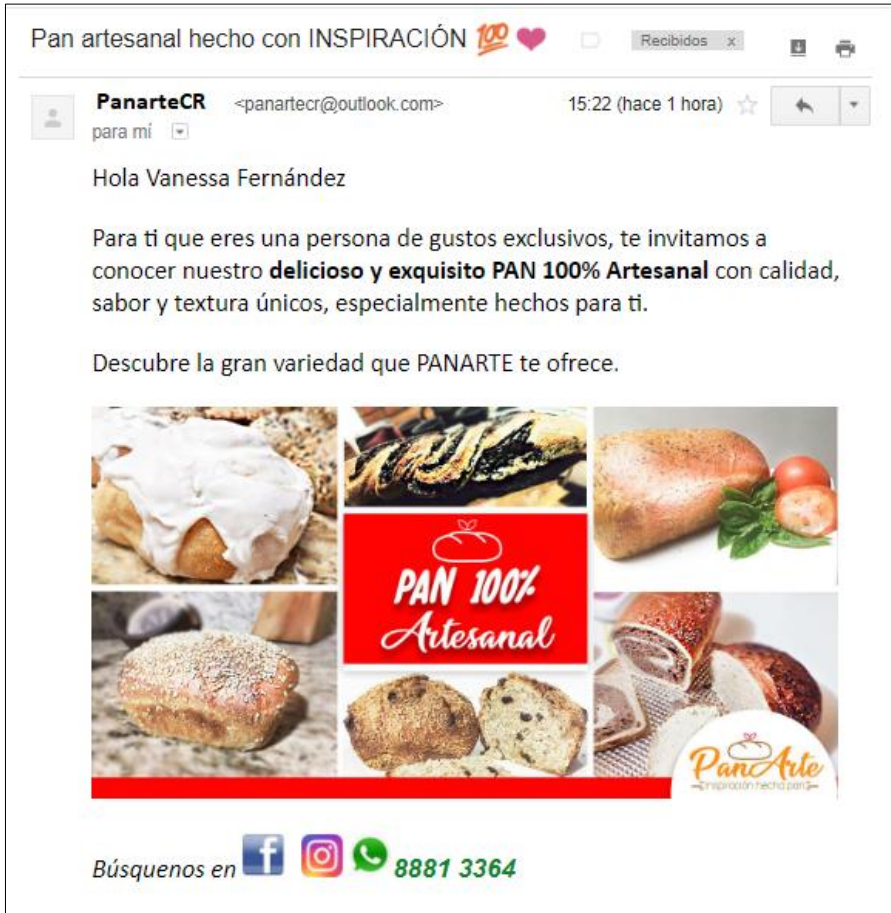 Pan artesanal hecho con INSPIRACIÓN 💯 ❤ Recibidos x
PanarteCR <panartecr@outlook.com> 15:22 (hace 1 hora)
para mí
Hola Vanessa Fernández
Para ti que eres una persona de gustos exclusivos, te invitamos a
conocer nuestro delicioso y exquisito PAN 100% Artesanal con calidad,
sabor y textura únicos, especialmente hechos para ti.
Descubre la gran variedad que PANARTE te ofrece.
PAN 100%
Artesanal
PanArte
inspiración hecha pan
Búsquenos en 8881 3364